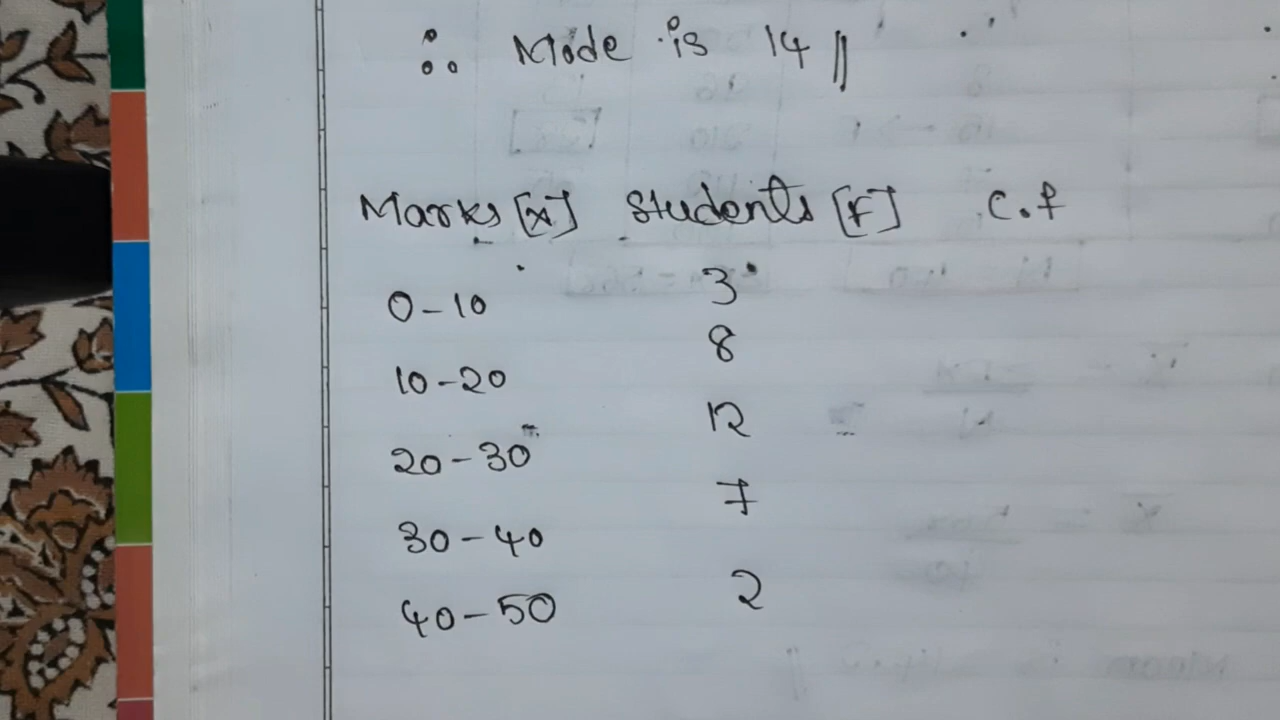 ∴ Mode is 14 //
Marks [x] Students [F] c.f
0-10 3
10-20 8
20-30 12
30-40 7
40-50 2